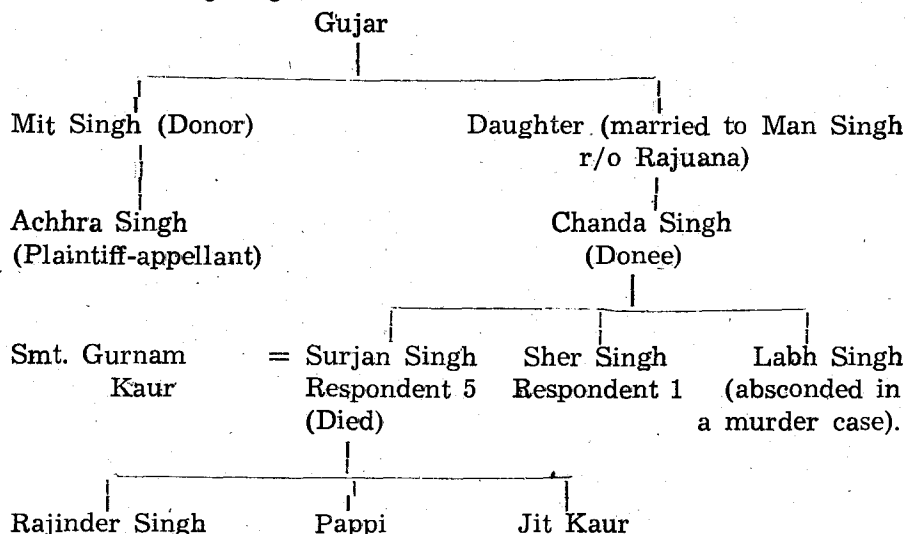 Gujar
Mit Singh (Donor) Daughter (married to Man Singh
r/o Rajuana)
Achhra Singh Chanda Singh
(Plaintiff-appellant) (Donee)
Smt. Gurnam = Surjan Singh Sher Singh Labh Singh
Kaur Respondent 5 Respondent 1 (absconded in
(Died) a murder case).
Rajinder Singh Pappi Jit Kaur